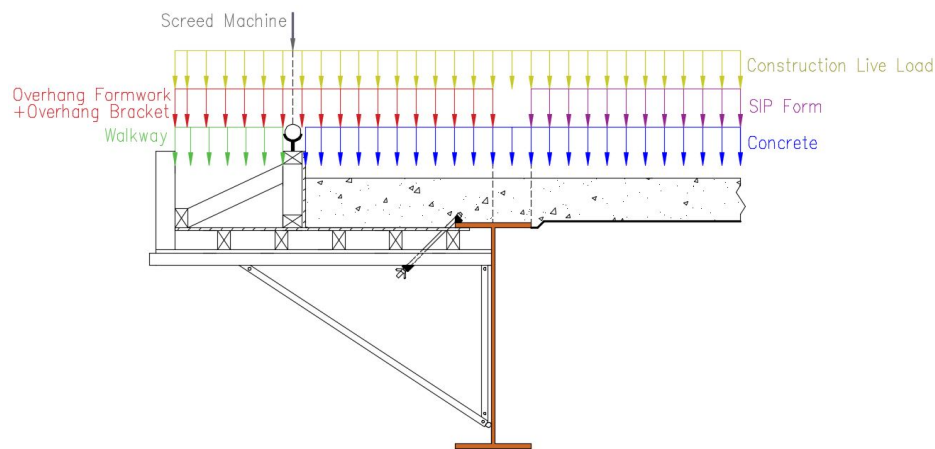 Screed Machine
Construction Live Load
Overhang Formwork
+Overhang Bracket
SIP Form
Walkway
Concrete